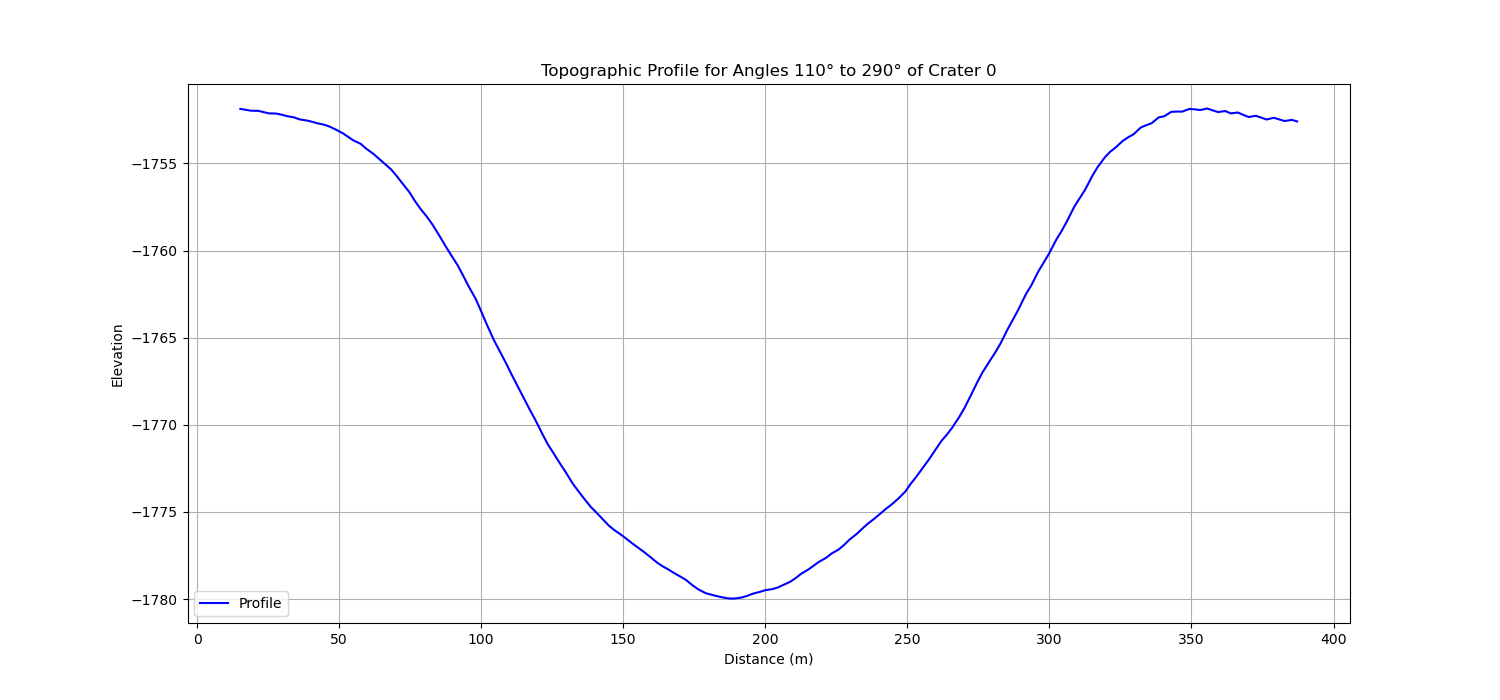 Topographic Profile for Angles 110° to 290° of Crater 0
Elevation
−1755
−1760
−1765
−1770
−1775
−1780
Profile
0 50 100 150 200 250 300 350 400
Distance (m)